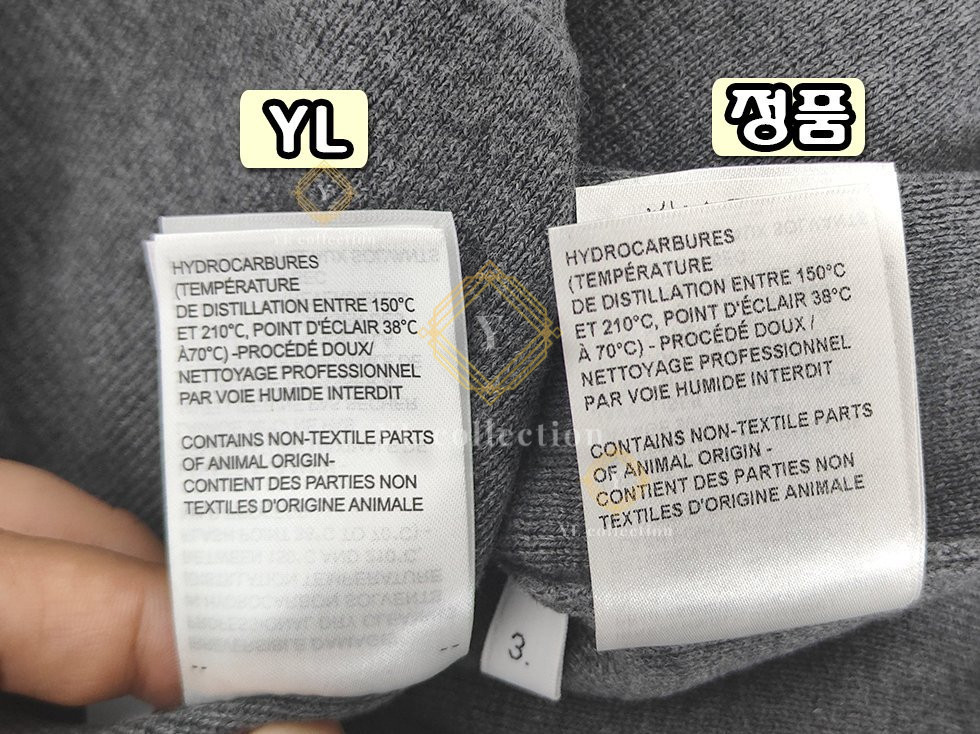 YL
정품
HYDROCARBURES
(TEMPÉRATURE
DE DISTILLATION ENTRE 150°C
ET 210°C, POINT D'ÉCLAIR 38°C
À70°C) -PROCÉDÉ DOUX/
NETTOYAGE PROFESSIONNEL
PAR VOIE HUMIDE INTERDIT
CONTAINS NON-TEXTILE PARTS
OF ANIMAL ORIGIN-
CONTIENT DES PARTIES NON
TEXTILES D'ORIGINE ANIMALE
HYDROCARBURES
(TEMPÉRATURE
DE DISTILLATION ENTRE 150°C
ET 210°C, POINT D'ÉCLAIR 38°C
À 70°C) - PROCÉDÉ DOUX /
NETTOYAGE PROFESSIONNEL
PAR VOIE HUMIDE INTERDIT
CONTAINS NON-TEXTILE PARTS
OF ANIMAL ORIGIN -
CONTIENT DES PARTIES NON
TEXTILES D'ORIGINE ANIMALE
3.
Y
collection
Y
collection
collection